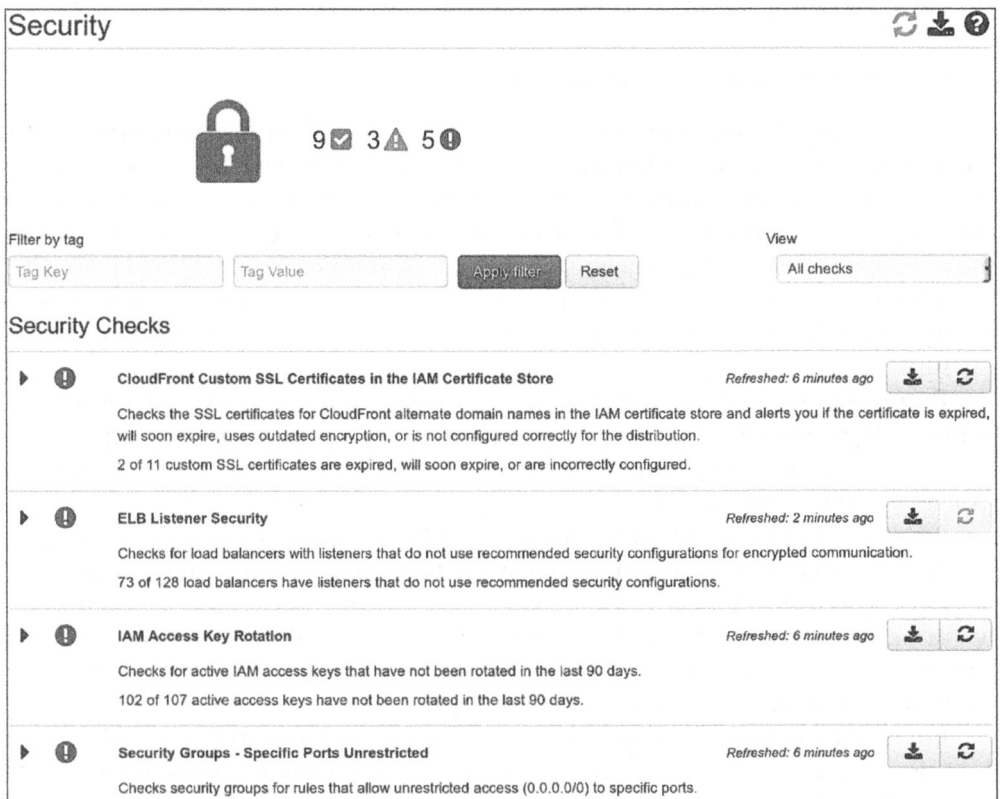 Security
9 3 5
Filter by tag
View
Tag Key
Tag Value
Apply filter
Reset
All checks
Security Checks
CloudFront Custom SSL Certificates in the IAM Certificate Store
Refreshed: 6 minutes ago
Checks the SSL certificates for CloudFront alternate domain names in the IAM certificate store and alerts you if the certificate is expired,
will soon expire, uses outdated encryption, or is not configured correctly for the distribution.
2 of 11 custom SSL certificates are expired, will soon expire, or are incorrectly configured.
ELB Listener Security
Refreshed: 2 minutes ago
Checks for load balancers with listeners that do not use recommended security configurations for encrypted communication.
73 of 128 load balancers have listeners that do not use recommended security configurations.
IAM Access Key Rotation
Refreshed: 6 minutes ago
Checks for active IAM access keys that have not been rotated in the last 90 days.
102 of 107 active access keys have not been rotated in the last 90 days.
Security Groups - Specific Ports Unrestricted
Refreshed: 6 minutes ago
Checks security groups for rules that allow unrestricted access (0.0.0.0/0) to specific ports.